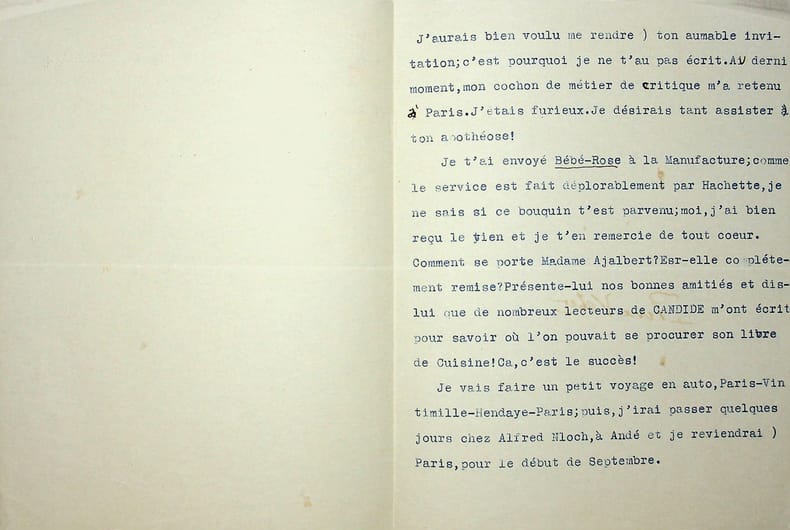 J'aurais bien voulu me rendre ) ton aumable invi-
tation;c'est pourquoi je ne t'au pas écrit.AU derni
moment,mon cochon de métier de critique m'a retenu
à Paris.J'etais furieux.Je désirais tant assister à
ton apothéose!
Je t'ai envoyé Bébé-Rose à la Manufacture;comme
le service est fait déplorablement par Hachette,je
ne sais si ce bouquin t'est parvenu;moi,j'ai bien
reçu le tien et je t'en remercie de tout coeur.
Comment se porte Madame Ajalbert?Esr-elle complète-
ment remise?Présente-lui nos bonnes amitiés et dis-
lui que de nombreux lecteurs de CANDIDE m'ont écrit
pour savoir où l'on pouvait se procurer son libre
de Cuisine!Ca,c'est le succès!
Je vais faire un petit voyage en auto,Paris-Vin
timille-Hendaye-Paris;puis,j'irai passer quelques
jours chez Alfred Nloch,à Andé et je reviendrai )
Paris,pour le début de Septembre.